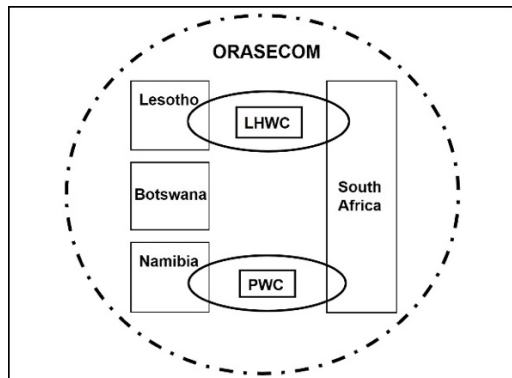 ORASECOM
Lesotho
LHWC
Botswana
South
Africa
Namibia
PWC